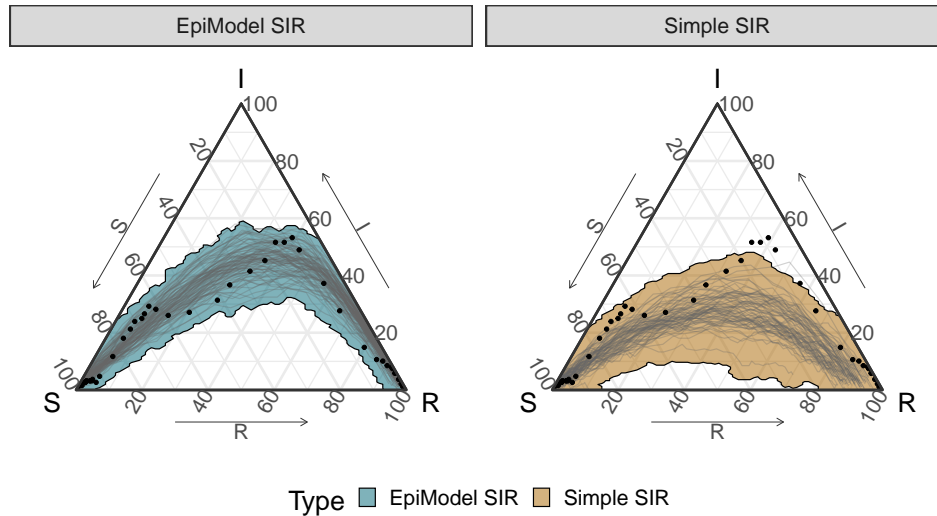 EpiModel SIR Simple SIR
I I
100 100
20 80 20 80
S 40 60 I S 40 60 I
60 40 60 40
80 20 80 20
100 100
S 20 40 60 80 100 R S 20 40 60 80 100 R
R R
Type EpiModel SIR Simple SIR